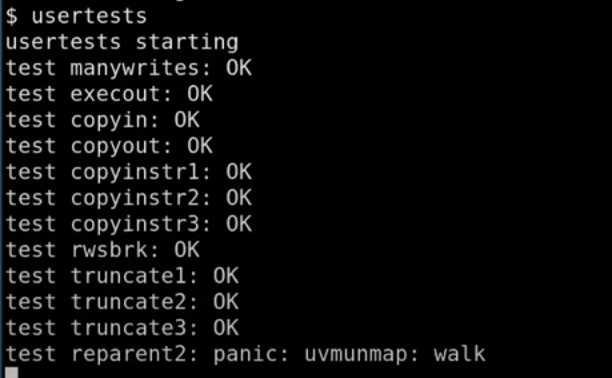 $ usertests
usertests starting
test manywrites: OK
test execout: OK
test copyin: OK
test copyout: OK
test copyinstr1: OK
test copyinstr2: OK
test copyinstr3: OK
test rwsbrk: OK
test truncate1: OK
test truncate2: OK
test truncate3: OK
test reparent2: panic: uvmunmap: walk